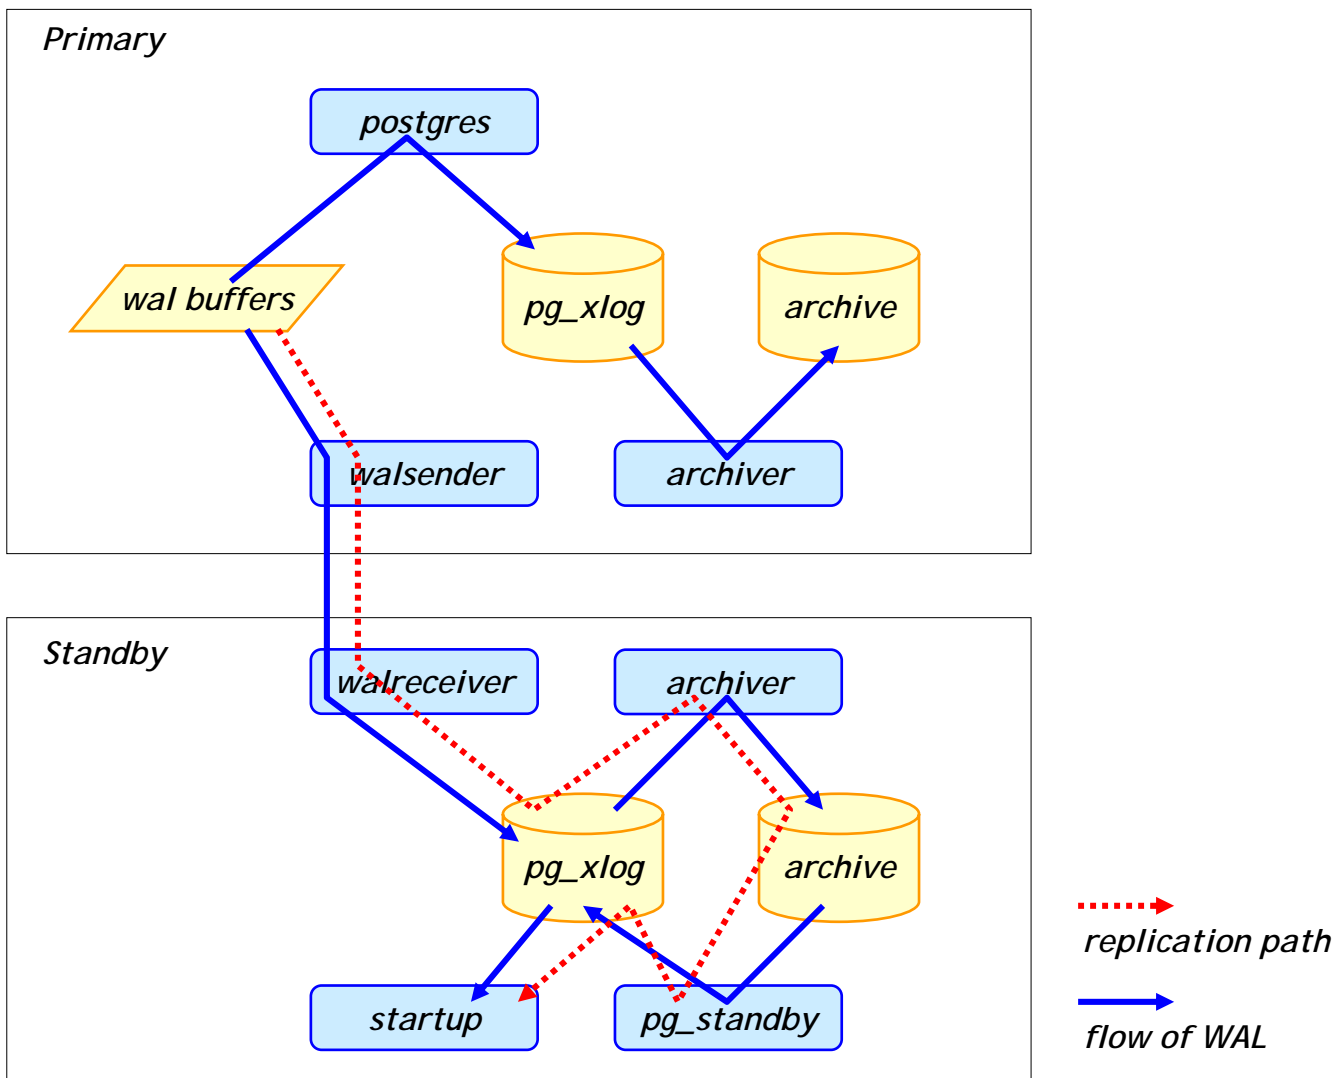 Primary
postgres
wal buffers
pg_xlog
archive
walsender
archiver
Standby
walreceiver
archiver
pg_xlog
archive
startup
pg_standby
replication path
flow of WAL